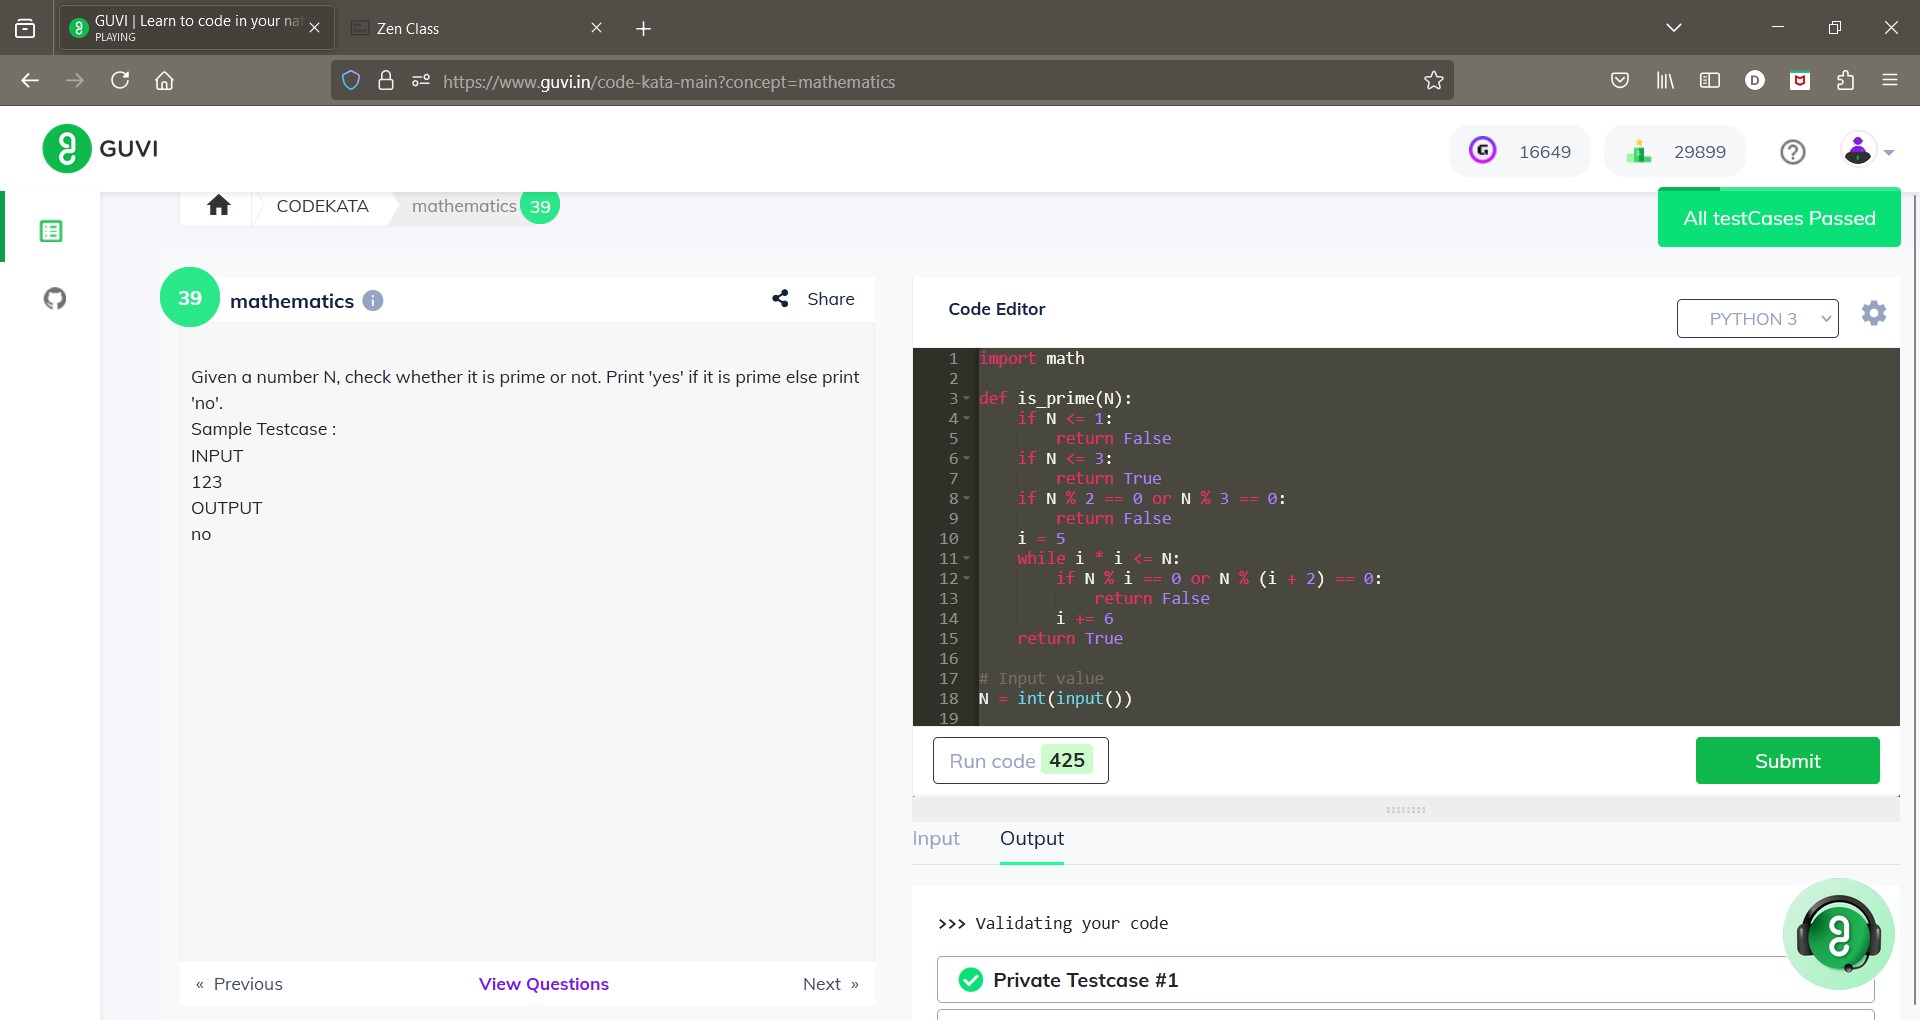 GUVI | Learn to code in your nat
PLAYING
Zen Class
https://www.guvi.in/code-kata-main?concept=mathematics
D
GUVI
G
16649
29899
CODEKATA
mathematics
39
All testCases Passed
39
mathematics
Share
Given a number N, check whether it is prime or not. Print 'yes' if it is prime else print
'no'.
Sample Testcase :
INPUT
123
OUTPUT
no
« Previous
View Questions
Next »
Code Editor
PYTHON 3
1 import math
2
3 def is_prime(N):
4 if N <= 1:
5 return False
6 if N <= 3:
7 return True
8 if N % 2 == 0 or N % 3 == 0:
9 return False
10 i = 5
11 while i * i <= N:
12 if N % i == 0 or N % (i + 2) == 0:
13 return False
14 i += 6
15 return True
16
17 # Input value
18 N = int(input())
19
Run code 425
Submit
Input
Output
>>> Validating your code
Private Testcase #1